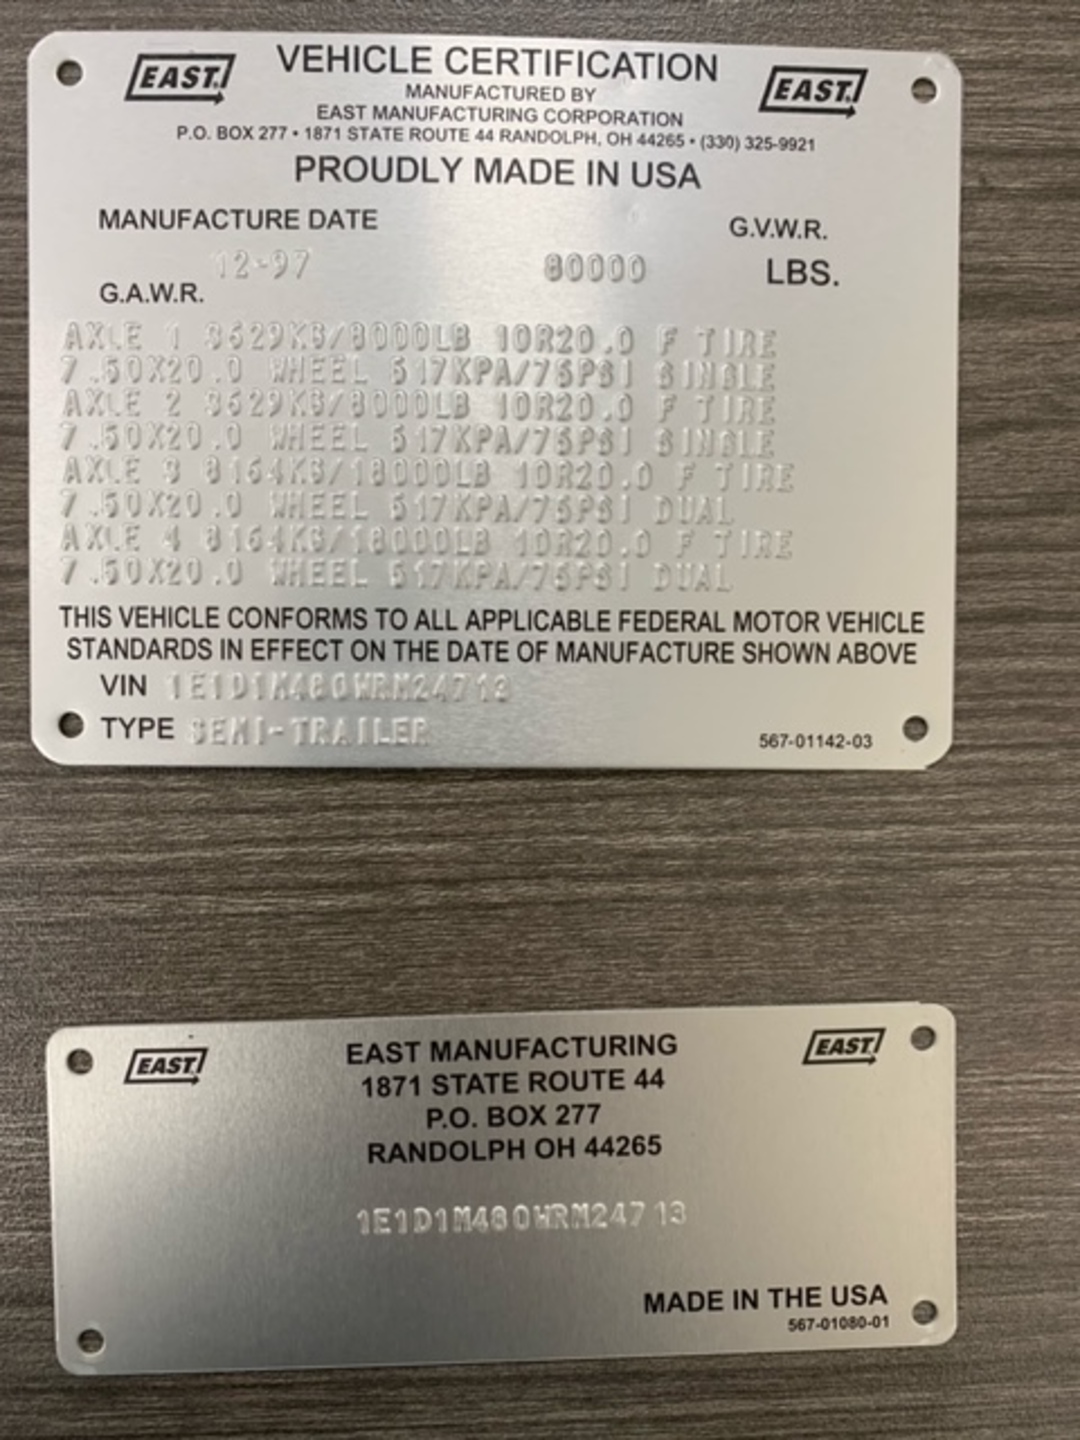 EAST VEHICLE CERTIFICATION EAST
MANUFACTURED BY
EAST MANUFACTURING CORPORATION
P.O. BOX 277 • 1871 STATE ROUTE 44 RANDOLPH, OH 44265 • (330) 325-9921
PROUDLY MADE IN USA
MANUFACTURE DATE G.V.W.R.
12-97 80000 LBS.
G.A.W.R.
AXLE 1 3629KG/8000LB 10R20.0 F TIRE
7.50X20.0 WHEEL 517KPA/75PSI SINGLE
AXLE 2 3629KG/8000LB 10R20.0 F TIRE
7.50X20.0 WHEEL 517KPA/75PSI SINGLE
AXLE 3 8164KG/18000LB 10R20.0 F TIRE
7.50X20.0 WHEEL 517KPA/75PSI DUAL
AXLE 4 8164KG/18000LB 10R20.0 F TIRE
7.50X20.0 WHEEL 517KPA/75PSI DUAL
THIS VEHICLE CONFORMS TO ALL APPLICABLE FEDERAL MOTOR VEHICLE
STANDARDS IN EFFECT ON THE DATE OF MANUFACTURE SHOWN ABOVE
VIN 1E1D1M480WRM24713
TYPE SEMI-TRAILER 567-01142-03
EAST EAST MANUFACTURING EAST
1871 STATE ROUTE 44
P.O. BOX 277
RANDOLPH OH 44265
1E1D1M480WRM24713
MADE IN THE USA
567-01080-01